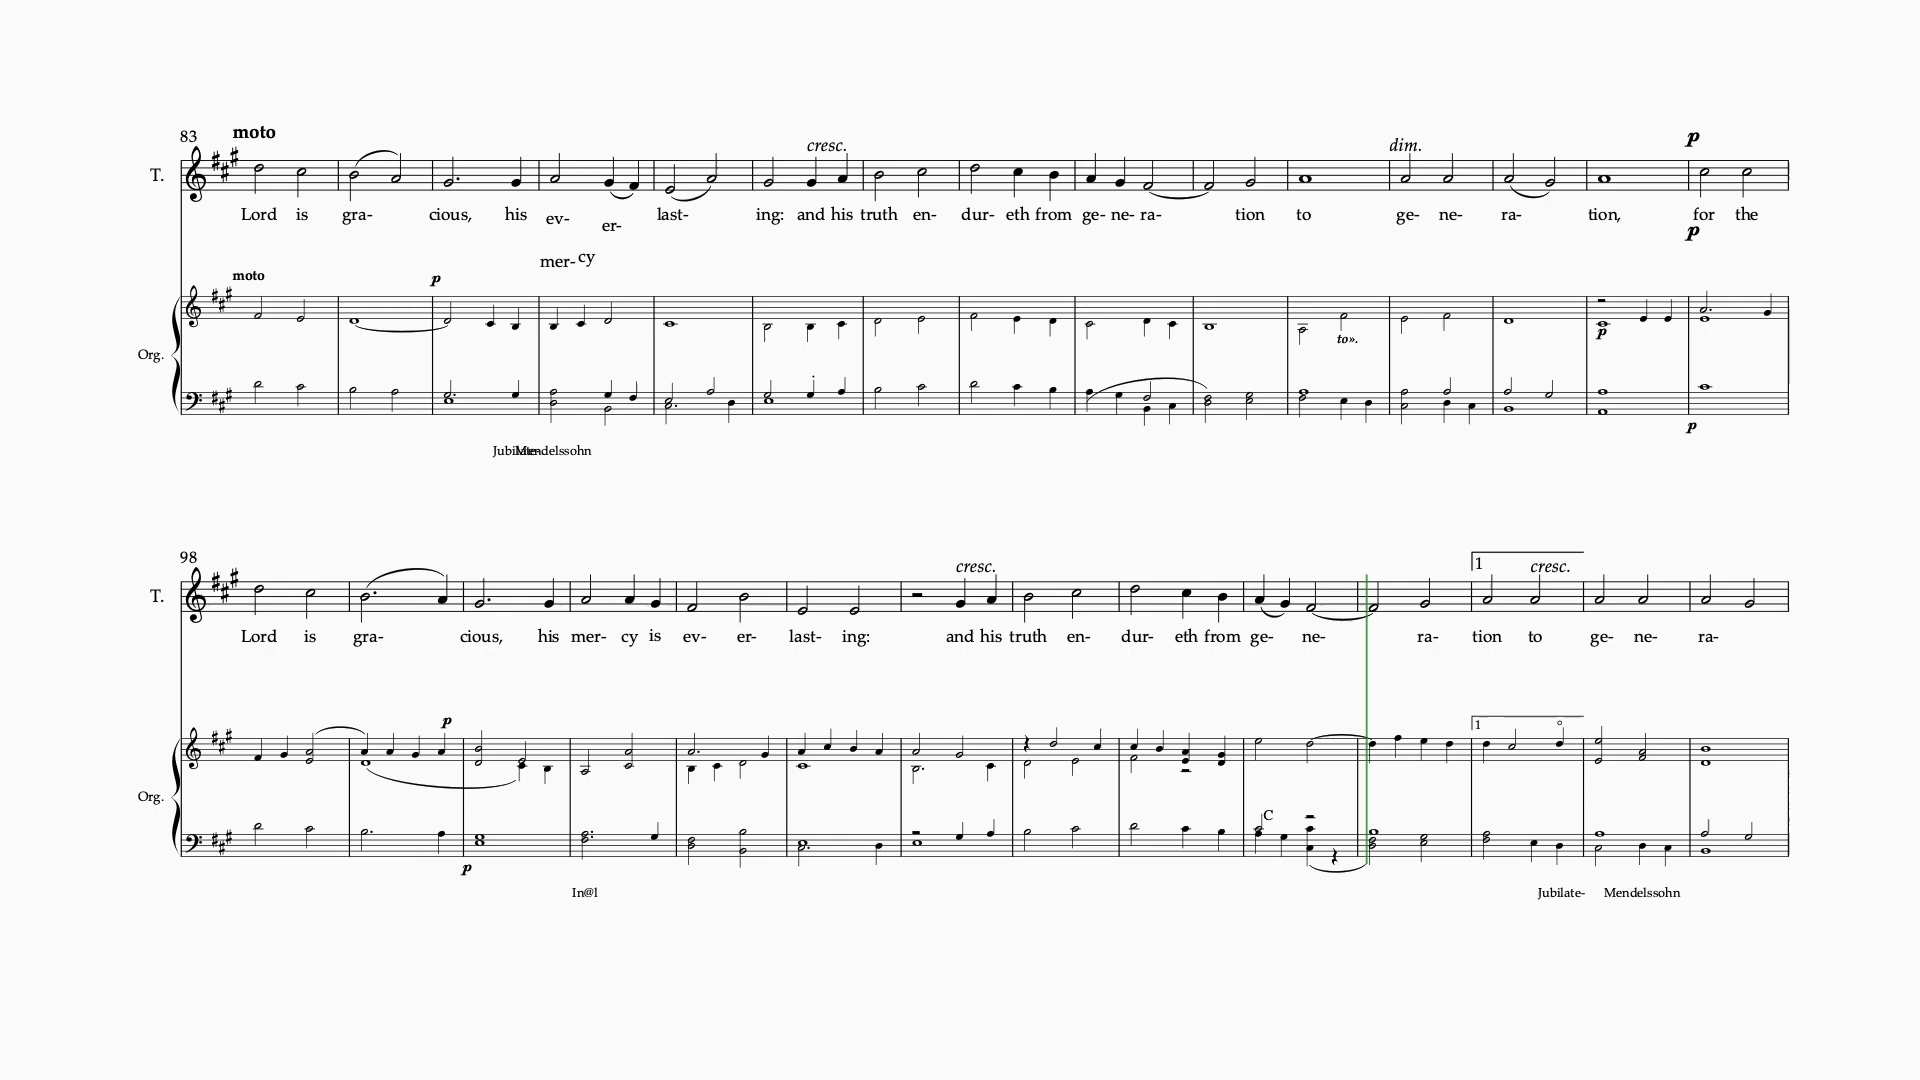 83 moto
cresc. dim. p
T.
Lord is gra- cious, his ev- er- last- ing: and his truth en- dur- eth from ge- ne- ra- tion to ge- ne- ra- tion, for the
p
mer- cy
moto p
to».
p
Org.
p
Jubilate- Mendelssohn
98
cresc. 1 cresc.
T.
Lord is gra- cious, his mer- cy is ev- er- last- ing: and his truth en- dur- eth from ge- ne- ra- tion to ge- ne- ra-
p 1
Org.
C
p
In@l Jubilate- Mendelssohn